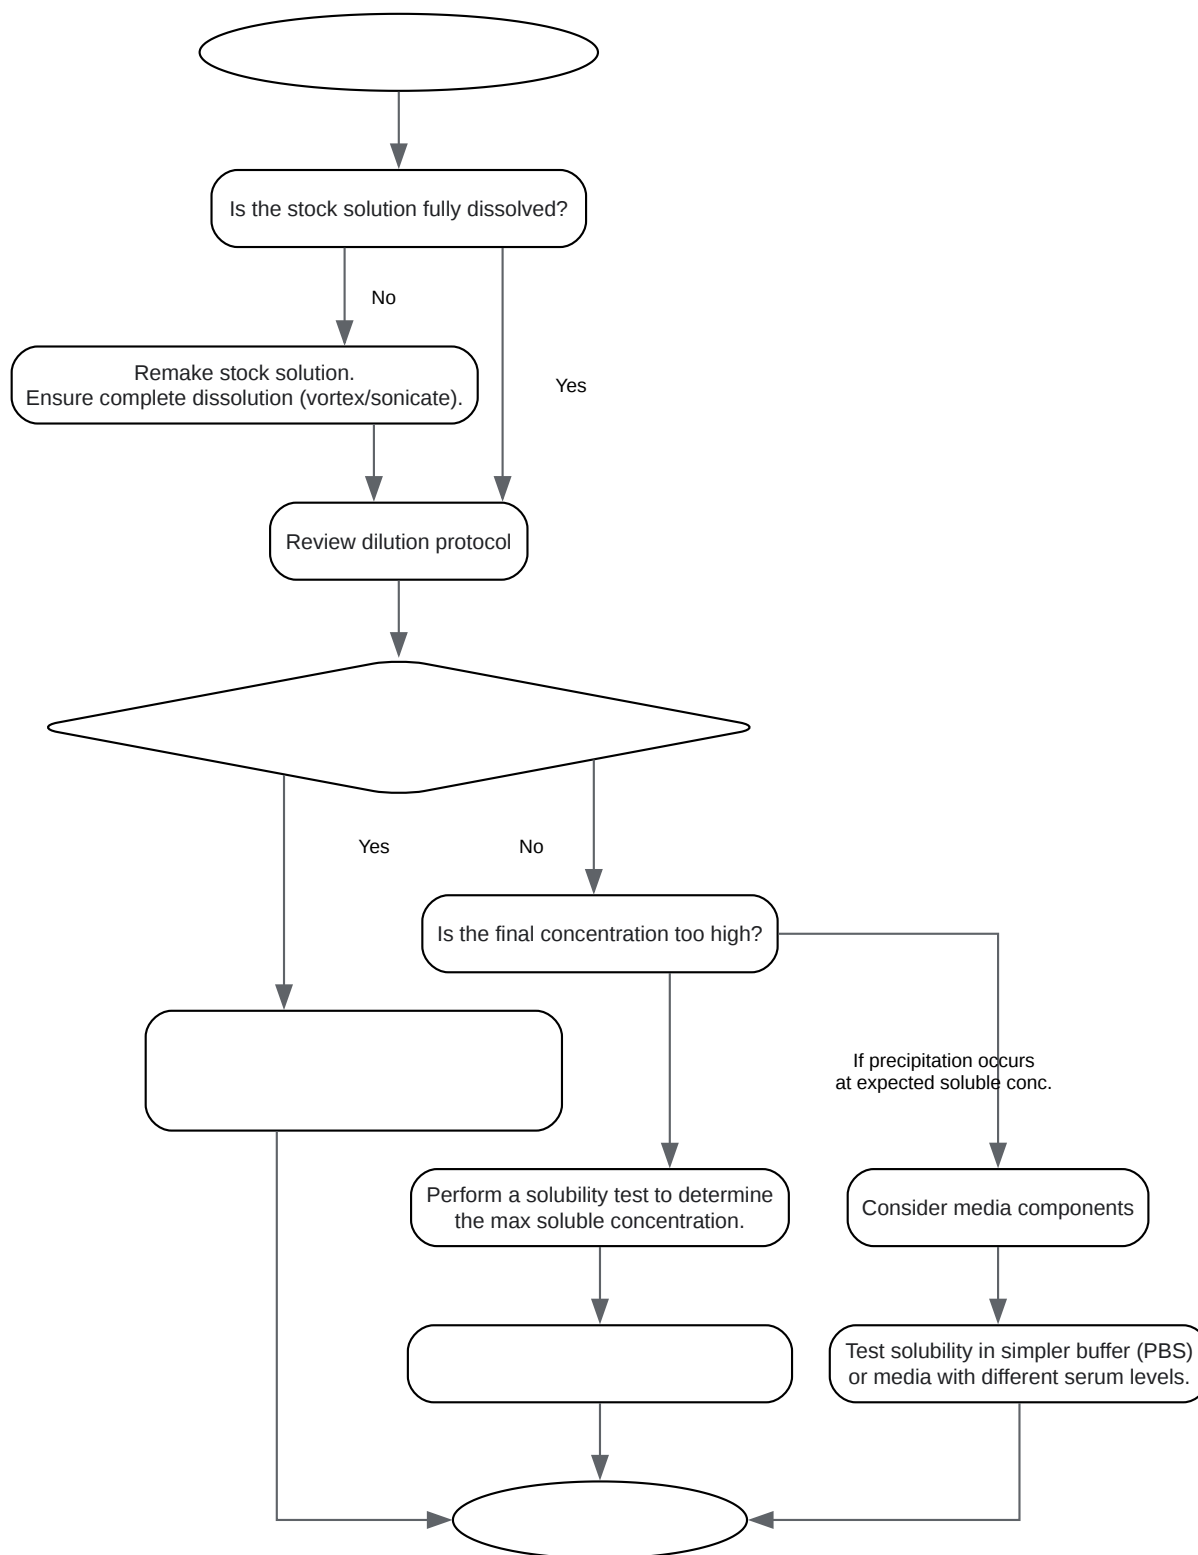 Is the stock solution fully dissolved?
No
Remake stock solution.
Ensure complete dissolution (vortex/sonicate).
Yes
Review dilution protocol
Yes
No
Is the final concentration too high?
If precipitation occurs
at expected soluble conc.
Perform a solubility test to determine
the max soluble concentration.
Consider media components
Test solubility in simpler buffer (PBS)
or media with different serum levels.